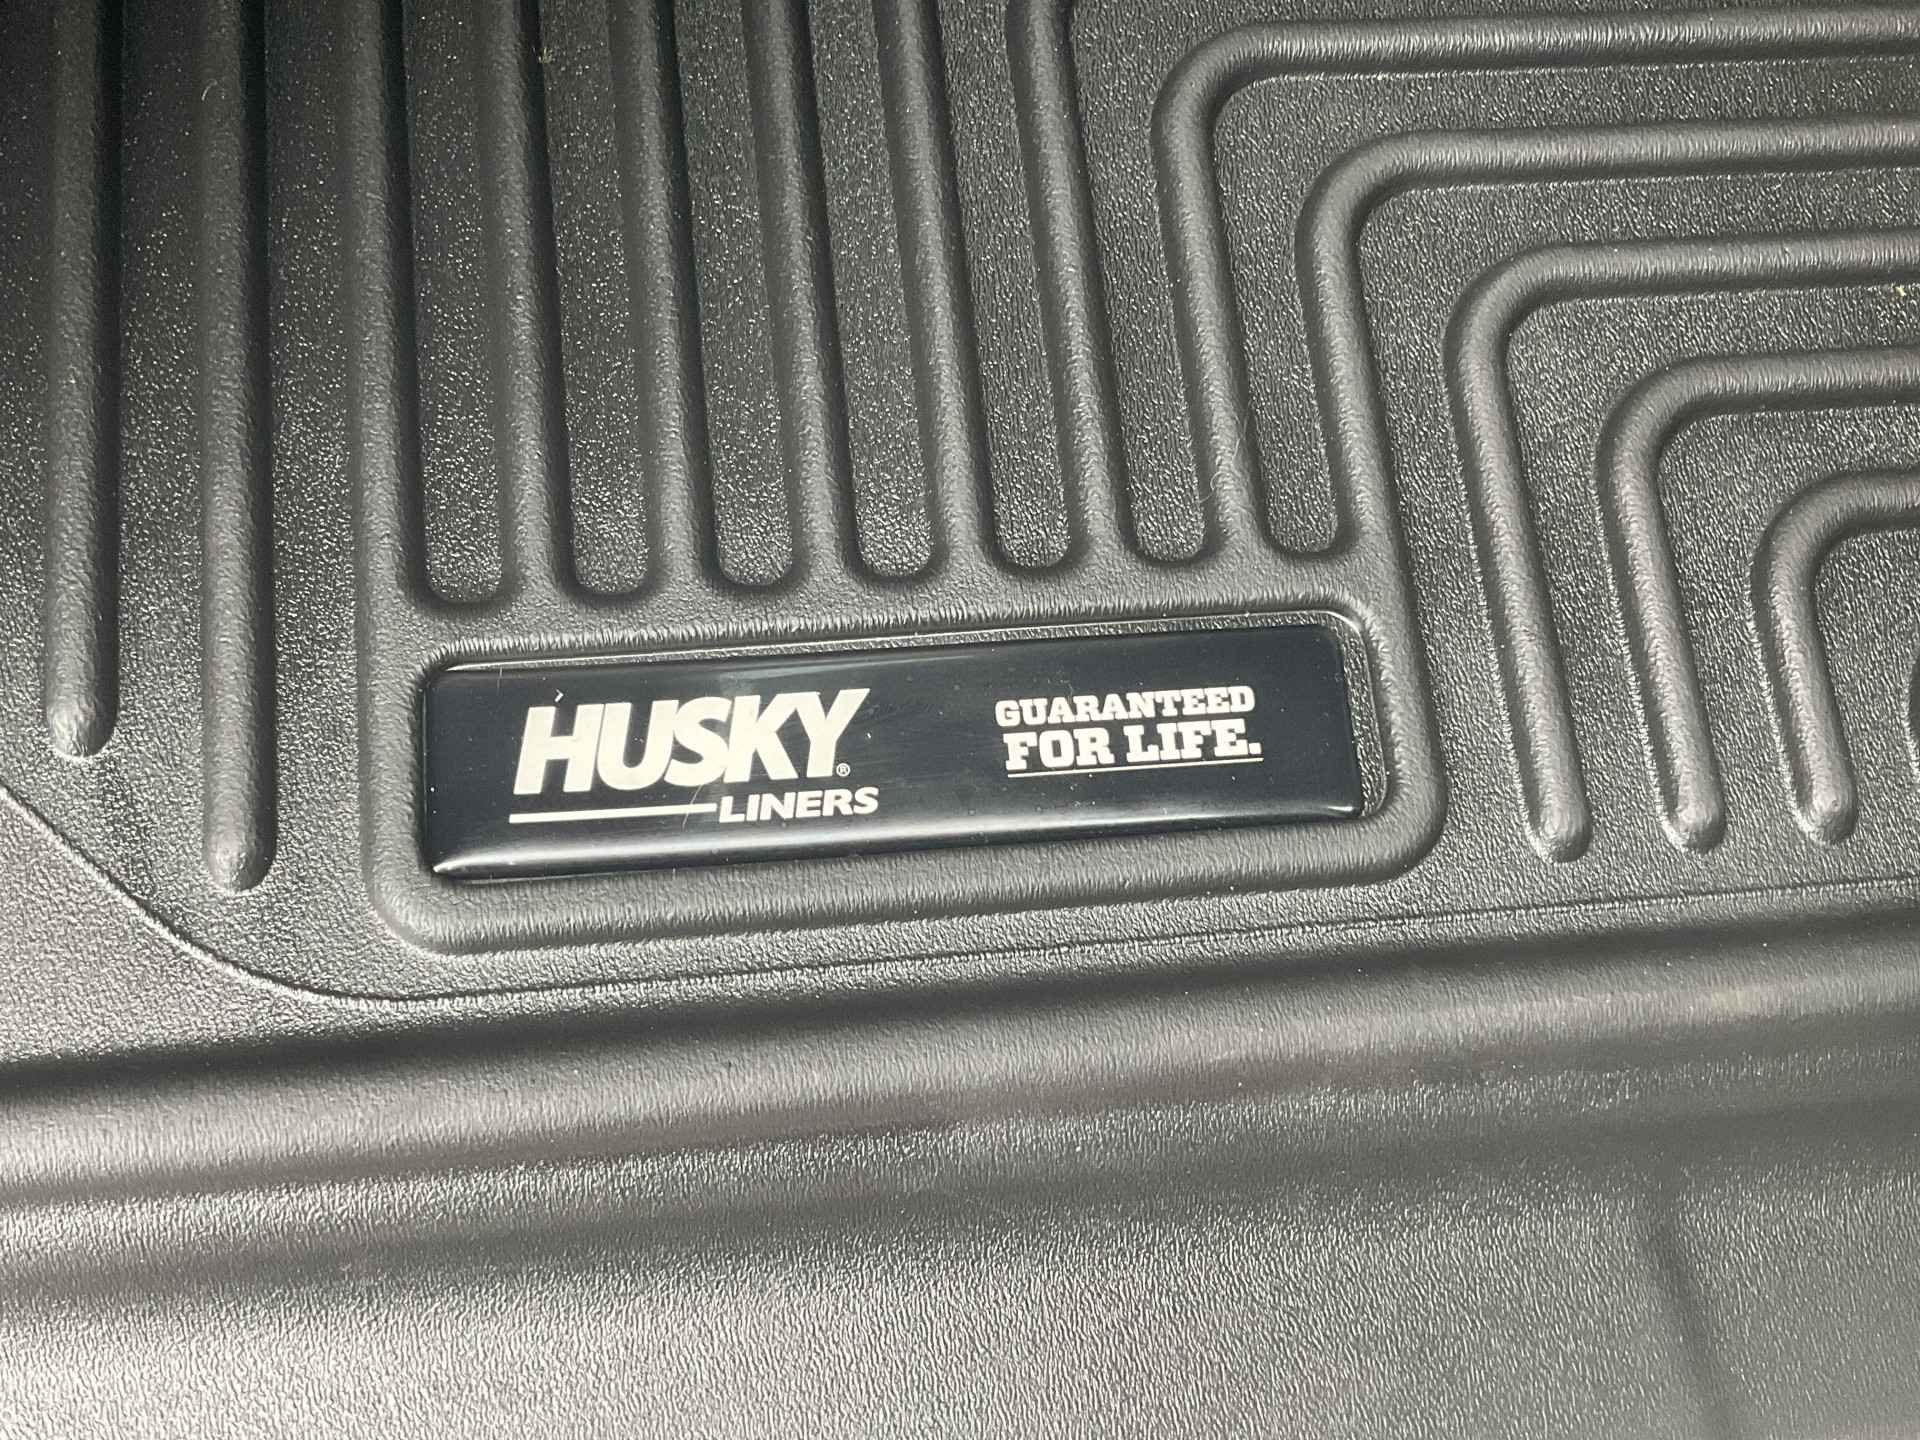 HUSKY®
LINERS
GUARANTEED
FOR LIFE.